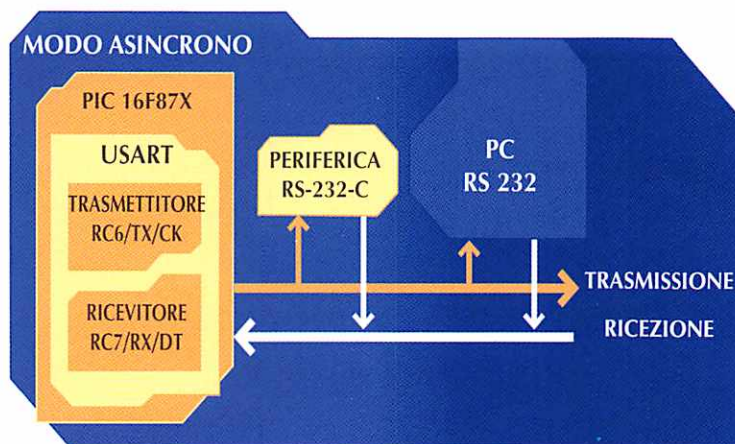 MODO ASINCRONO
PIC 16F87X
USART
TRASMETTITORE
RC6/TX/CK
RICEVITORE
RC7/RX/DT
PERIFERICA
RS-232-C
PC
RS 232
TRASMISSIONE
RICEZIONE